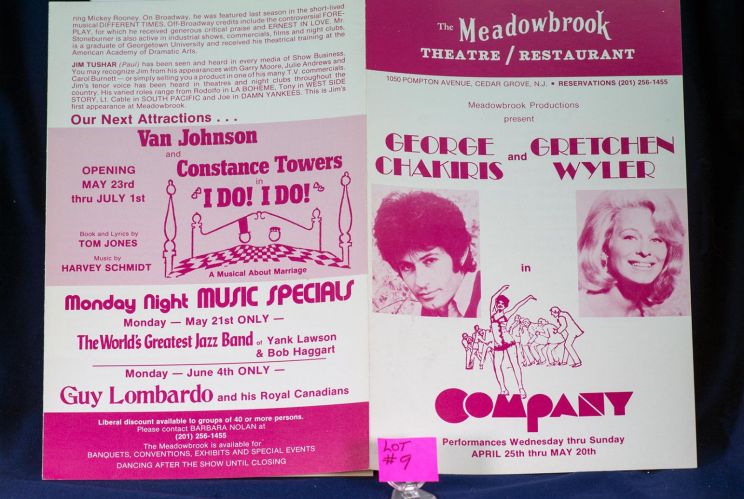 ring Mickey Rooney. On Broadway, he was featured last season in the short-lived
musical DIFFERENT TIMES. Off-Broadway credits include the controversial FORE-
PLAY, for which he received generous critical praise and ERNEST IN LOVE. Mr.
Stoneburner is also active in industrial shows, commercials, films and night clubs,
is a graduate of Georgetown University and received his theatrical training at the
American Academy of Dramatic Arts.
JIM TUSHAR (Paul) has been seen and heard in every media of Show Business.
You may recognize Jim from his appearances with Garry Moore, Julie Andrews and
Carol Burnett— or simply selling you a product in one of his many T.V. commercials.
Jim's tenor voice has been heard in theatres and night clubs throughout the
country. His varied roles range from Rodolfo in LA BOHEME, Tony in WEST SIDE
STORY, Lt. Cable in SOUTH PACIFIC and Joe in DAMN YANKEES. This is Jim's
first appearance at Meadowbrook.
Our Next Attractions . . .
Van Johnson
and
Constance Towers
in
"I DO! I DO!"
OPENING
MAY 23rd
thru JULY 1st
Book and Lyrics by
TOM JONES
Music by
HARVEY SCHMIDT
A Musical About Marriage
Monday Night MUSIC SPECIALS
Monday — May 21st ONLY —
The World's Greatest Jazz Band of Yank Lawson
& Bob Haggart
Monday — June 4th ONLY —
Guy Lombardo and his Royal Canadians
Liberal discount available to groups of 40 or more persons.
Please contact BARBARA NOLAN at
(201) 256-1455
The Meadowbrook is available for
BANQUETS, CONVENTIONS, EXHIBITS AND SPECIAL EVENTS
DANCING AFTER THE SHOW UNTIL CLOSING
The Meadowbrook
THEATRE / RESTAURANT
1050 POMPTON AVENUE, CEDAR GROVE, N.J. • RESERVATIONS (201) 256-1455
Meadowbrook Productions
present
GEORGE CHAKIRIS and GRETCHEN WYLER
in
COMPANY
Performances Wednesday thru Sunday
APRIL 25th thru MAY 20th
LOT
#9